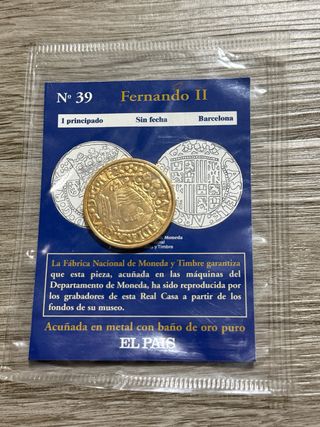 Nº 39 Fernando II
1 principado Sin fecha Barcelona
Moneda
y Timbre
La Fábrica Nacional de Moneda y Timbre garantiza
que esta pieza, acuñada en las máquinas del
Departamento de Moneda, ha sido reproducida por
los grabadores de esta Real Casa a partir de los
fondos de su museo.
Acuñada en metal con baño de oro puro
EL PAIS